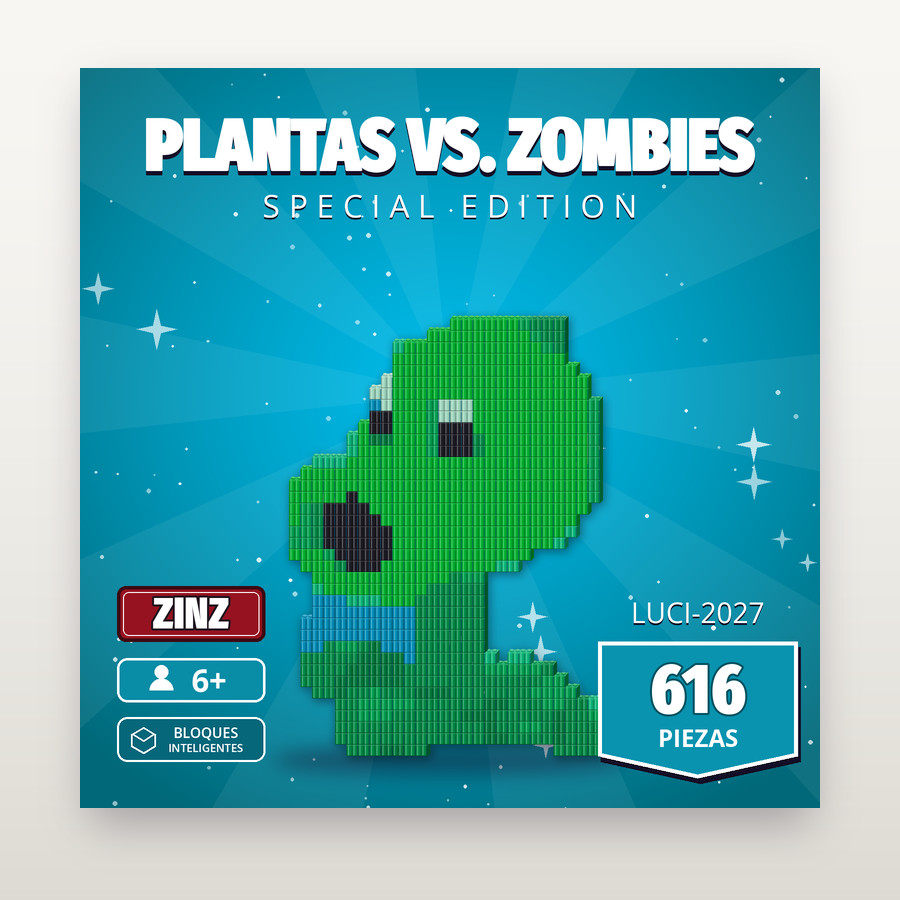 PLANTAS VS. ZOMBIES
SPECIAL EDITION
ZINZ
6+
BLOQUES
INTELIGENTES
LUCI-2027
616
PIEZAS